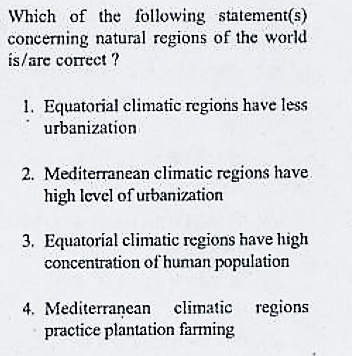 Which of the following statement(s)
concerning natural regions of the world
is/are correct ?
1. Equatorial climatic regions have less
urbanization
2. Mediterranean climatic regions have
high level of urbanization
3. Equatorial climatic regions have high
concentration of human population
4. Mediterranean climatic regions
practice plantation farming